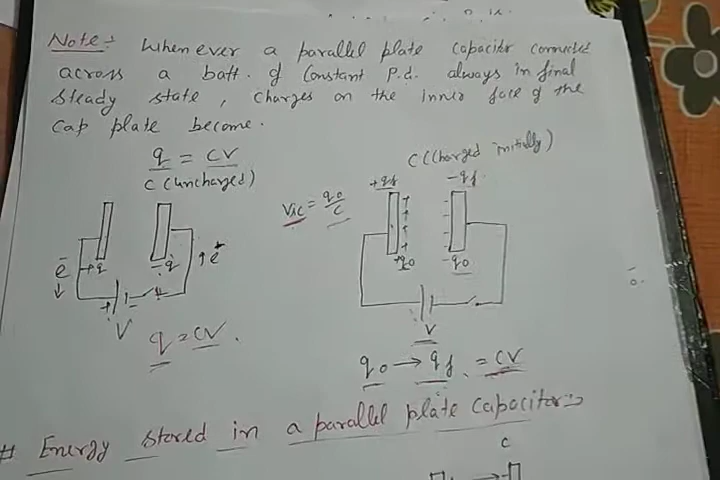 Note:- Whenever a parallel plate capacitor connected
across a batt. of Constant P.d. always in final
Steady state, charges on the inner face of the
Cap plate become.
q = CV
C (Uncharged)
C (Charged initially)
+qf -qf
Vic = q0/C
e- +q -q e-
+q0 -q0
+ -
V
q = CV.
V
q0 → qf = CV
# Energy stored in a parallel plate Capacitor:-
C